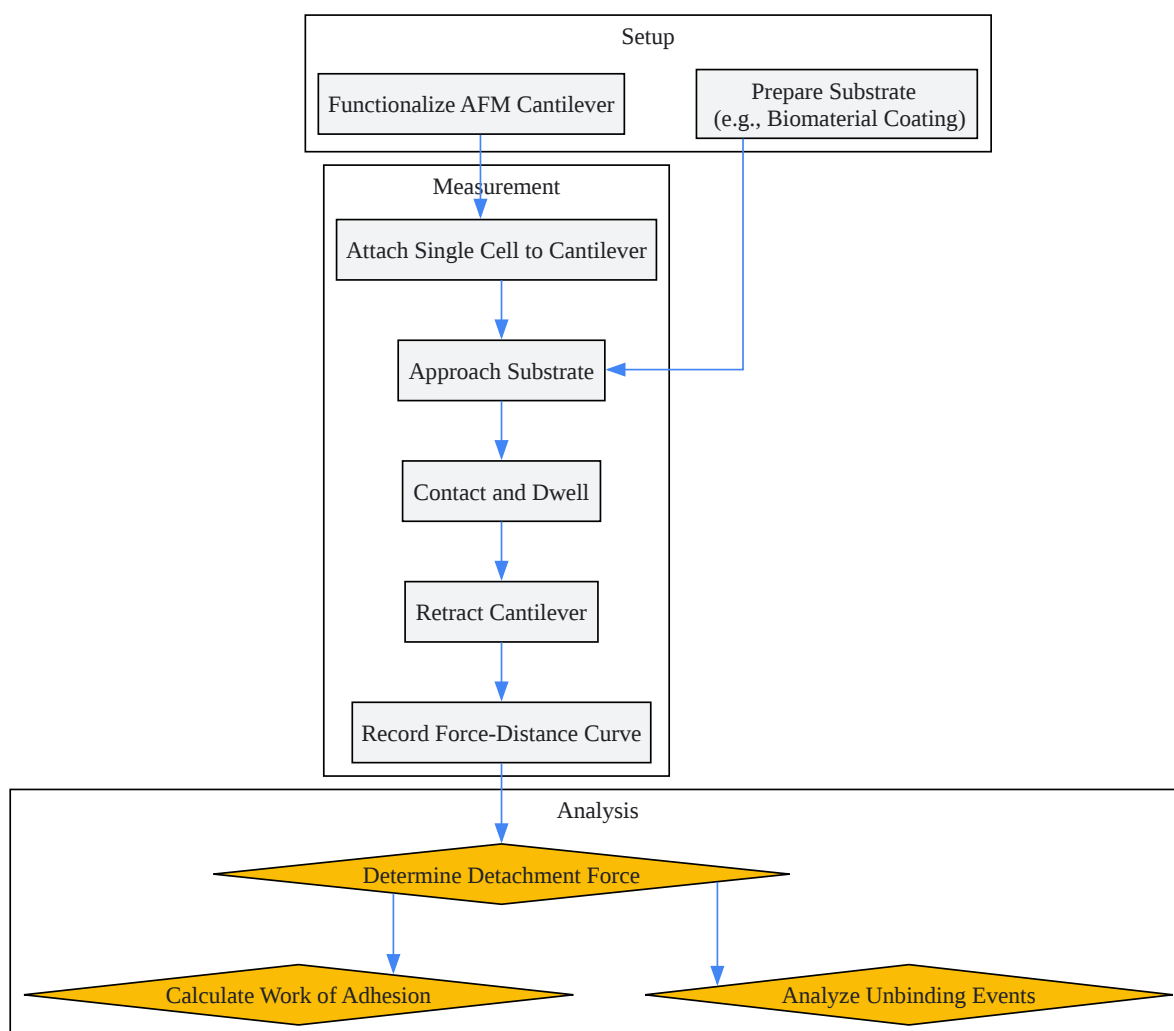 Setup
Functionalize AFM Cantilever
Prepare Substrate
(e.g., Biomaterial Coating)
Measurement
Attach Single Cell to Cantilever
Approach Substrate
Contact and Dwell
Retract Cantilever
Record Force-Distance Curve
Analysis
Determine Detachment Force
Calculate Work of Adhesion
Analyze Unbinding Events